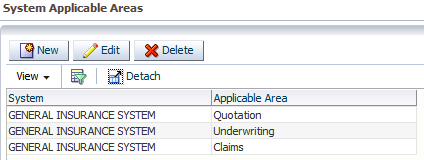 System Applicable Areas
New Edit Delete
View Detach
System Applicable Area
GENERAL INSURANCE SYSTEM Quotation
GENERAL INSURANCE SYSTEM Underwriting
GENERAL INSURANCE SYSTEM Claims